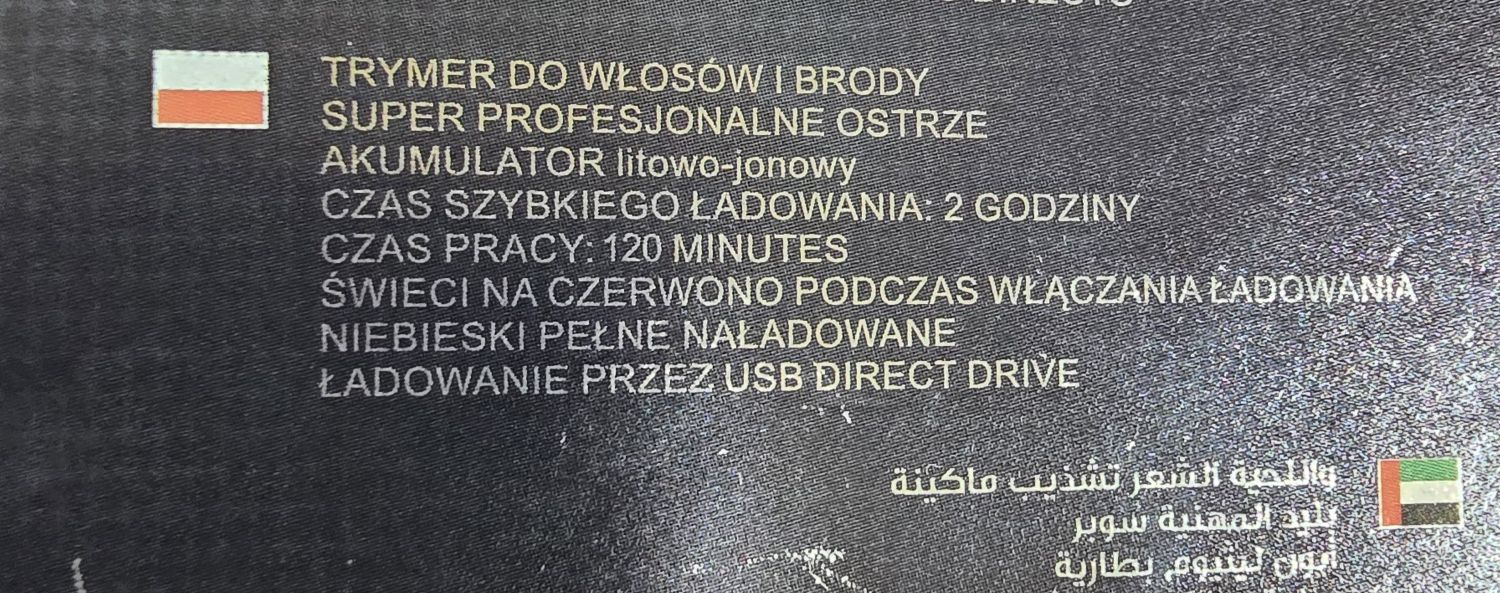 TRYMER DO WŁOSÓW I BRODY
SUPER PROFESJONALNE OSTRZE
AKUMULATOR litowo-jonowy
CZAS SZYBKIEGO ŁADOWANIA: 2 GODZINY
CZAS PRACY: 120 MINUTES
ŚWIECI NA CZERWONO PODCZAS WŁĄCZANIA ŁADOWANIA
NIEBIESKI PEŁNE NAŁADOWANE
ŁADOWANIE PRZEZ USB DIRECT DRIVE
واللحية الشعر تشذيب ماكينة
بليد المهنية سوبر
أيون ليثيوم بطارية